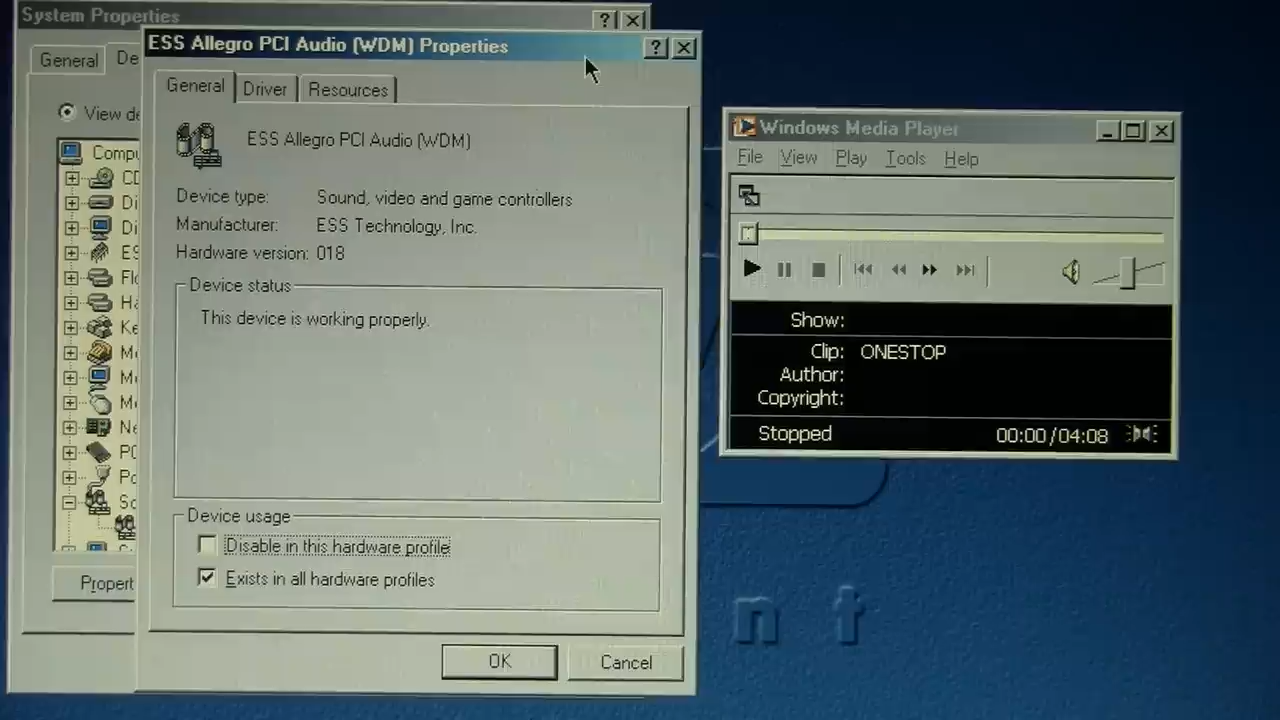 System Properties
General
De
View de
Compu
CD
Di
Di
ES
Flo
Ha
Ke
Mo
Mo
Ne
PC
Po
So
Propert
ESS Allegro PCI Audio (WDM) Properties
General
Driver
Resources
ESS Allegro PCI Audio (WDM)
Device type: Sound, video and game controllers
Manufacturer: ESS Technology, Inc.
Hardware version: 018
Device status
This device is working properly.
Device usage
Disable in this hardware profile
Exists in all hardware profiles
OK
Cancel
Windows Media Player
File View Play Tools Help
Show:
Clip: ONESTOP
Author:
Copyright:
Stopped 00:00/04:08
n t